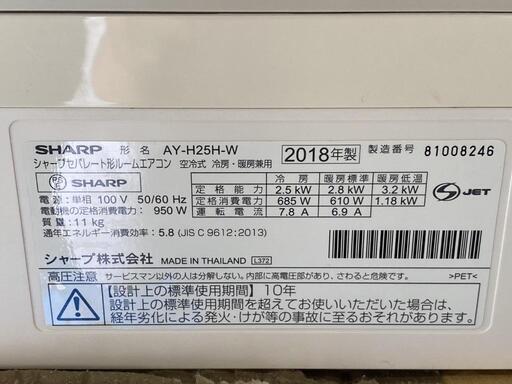 SHARP 形名 AY-H25H-W 2018年製 製造番号 81008246
シャープセパレート形ルームエアコン 空冷式 冷房・暖房兼用
PSE SHARP
電源:単相 100 V 50/60 Hz
電動機の定格消費電力: 950 W
質量:11 kg
冷房 暖房標準 暖房低温
定格能力 2.5 kW 2.8 kW 3.2 kW
定格消費電力 685 W 610 W 1.18 kW
運転電流 7.8 A 6.9 A
JET
通年エネルギー消費効率: 5.8 (JIS C 9612:2013)
シャープ株式会社 MADE IN THAILAND L372
高圧注意 サービスマン以外の人は分解しないで。内部に高電圧部があり、さわると危険です。 >PET<
【設計上の標準使用期間】10年
設計上の標準使用期間を超えてお使いいただいた場合は、
経年劣化による発火・けが等の事故に至るおそれがあります。